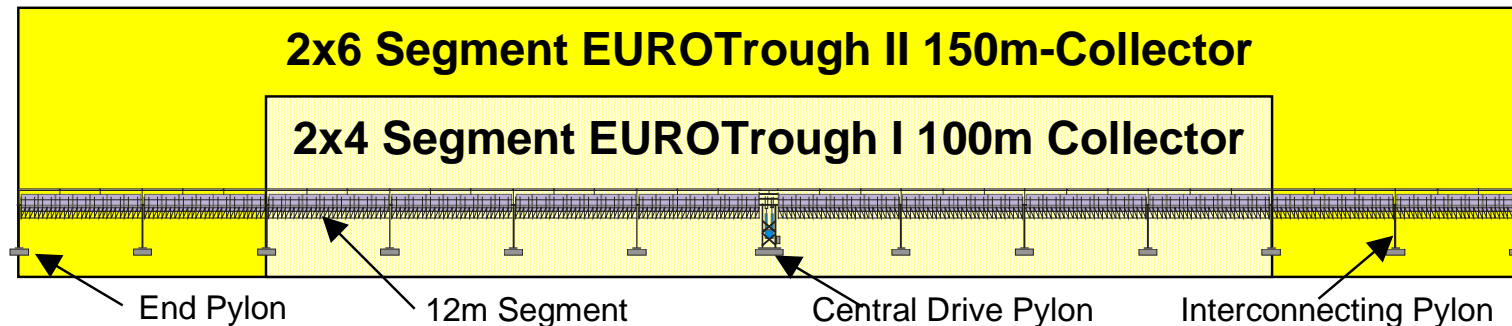 2x6 Segment EUROTrough II 150m-Collector
2x4 Segment EUROTrough I 100m Collector
End Pylon
12m Segment
Central Drive Pylon
Interconnecting Pylon